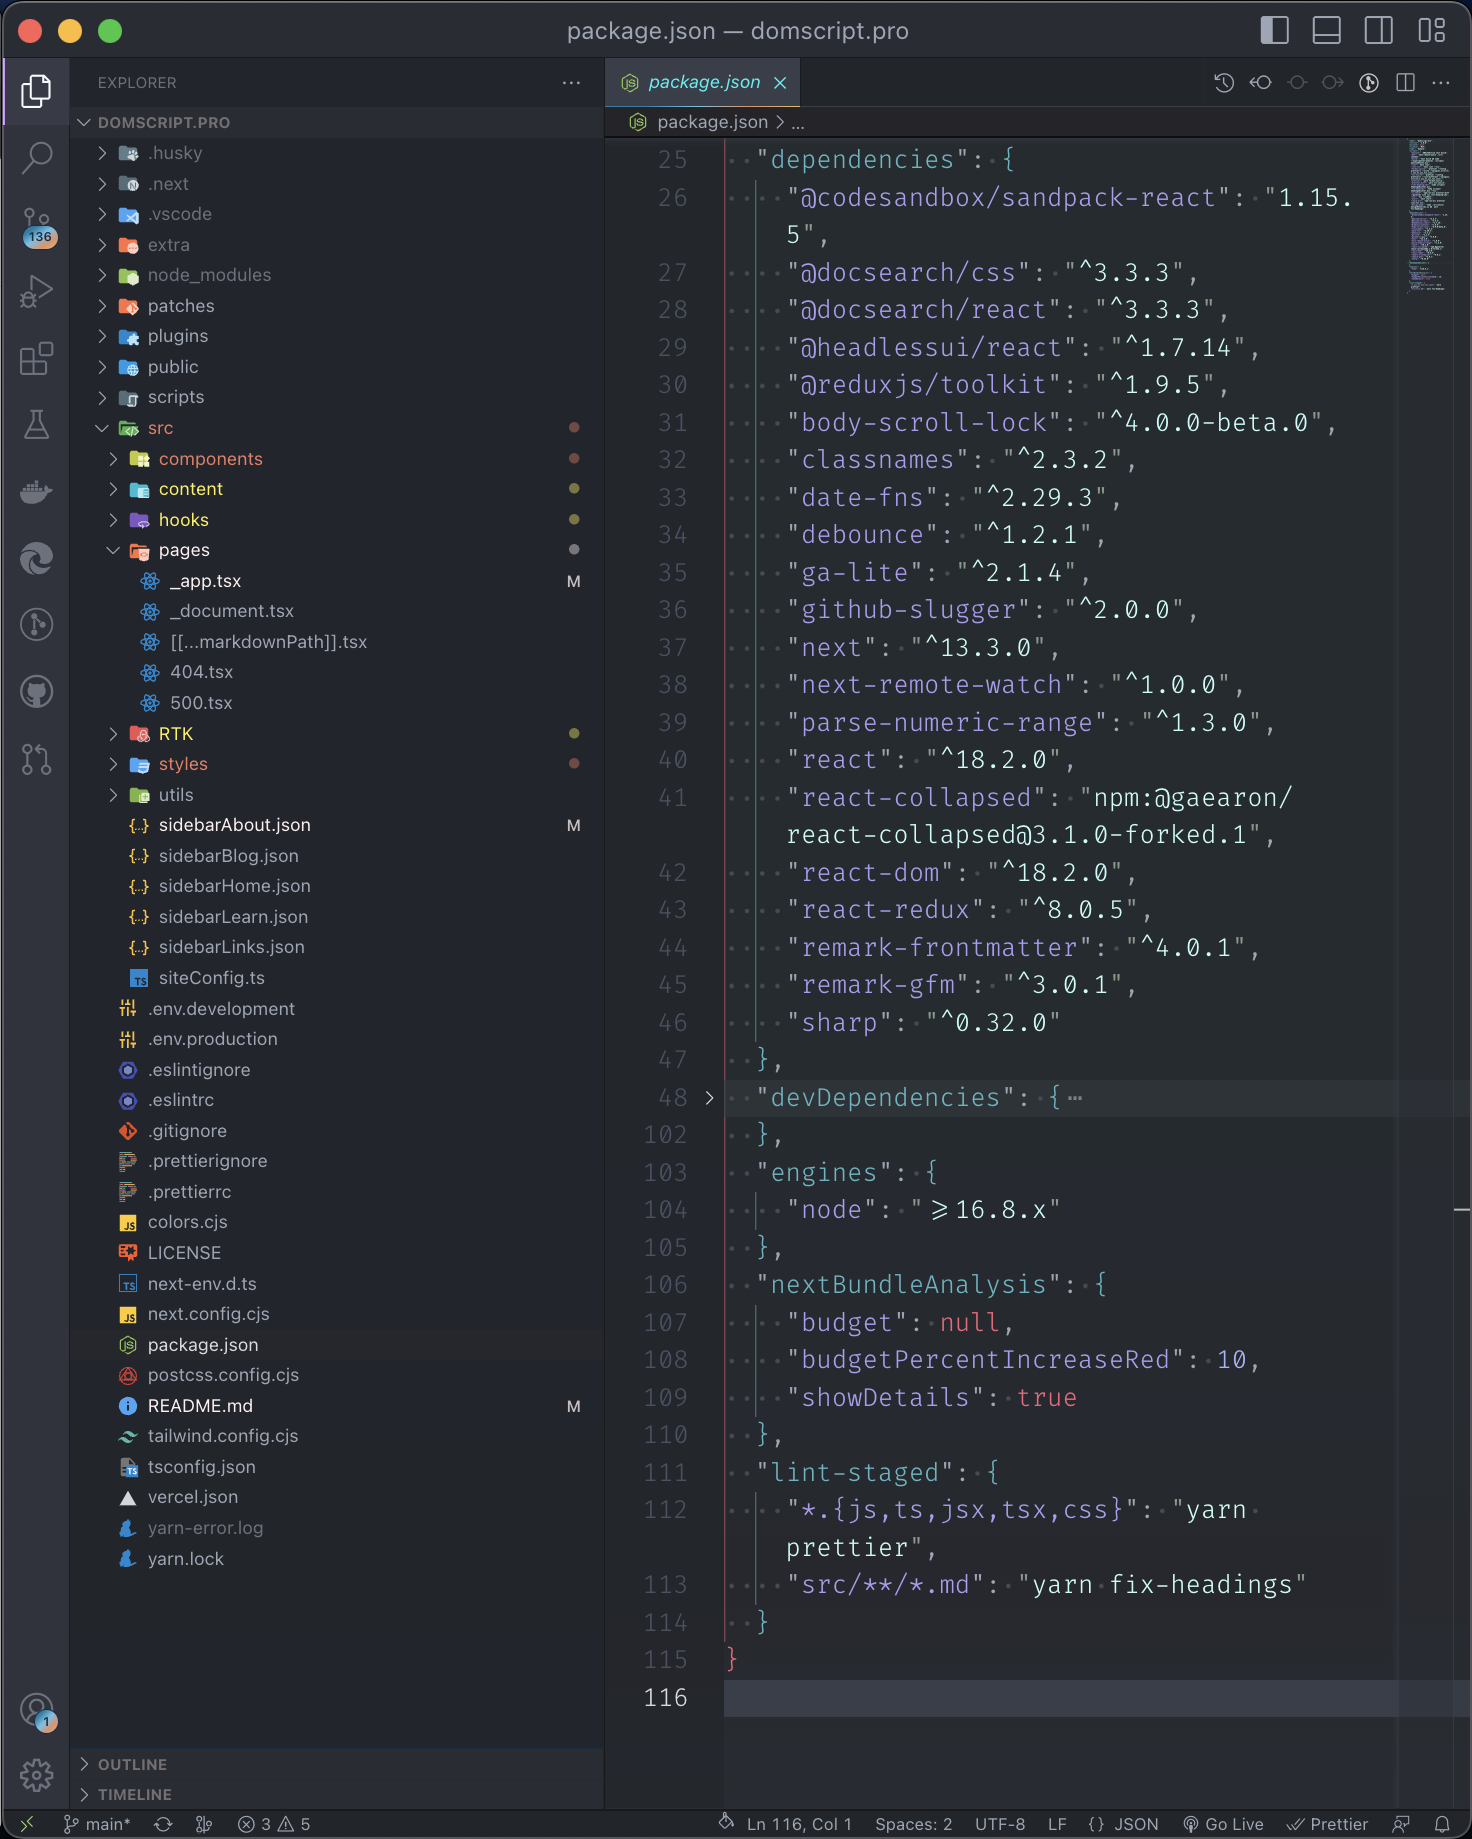 package.json — domscript.pro
EXPLORER
package.json
DOMSCRIPT.PRO
package.json > ...
.husky
.next
.vscode
extra
node_modules
patches
plugins
public
scripts
src
components
content
hooks
pages
_app.tsx M
_document.tsx
[[...markdownPath]].tsx
404.tsx
500.tsx
RTK
styles
utils
sidebarAbout.json M
sidebarBlog.json
sidebarHome.json
sidebarLearn.json
sidebarLinks.json
siteConfig.ts
.env.development
.env.production
.eslintignore
.eslintrc
.gitignore
.prettierignore
.prettierrc
colors.cjs
LICENSE
next-env.d.ts
next.config.cjs
package.json
postcss.config.cjs
README.md M
tailwind.config.cjs
tsconfig.json
vercel.json
yarn-error.log
yarn.lock
OUTLINE
TIMELINE
136
1
25 "dependencies": {
26 "@codesandbox/sandpack-react": "1.15.
5",
27 "@docsearch/css": "^3.3.3",
28 "@docsearch/react": "^3.3.3",
29 "@headlessui/react": "^1.7.14",
30 "@reduxjs/toolkit": "^1.9.5",
31 "body-scroll-lock": "^4.0.0-beta.0",
32 "classnames": "^2.3.2",
33 "date-fns": "^2.29.3",
34 "debounce": "^1.2.1",
35 "ga-lite": "^2.1.4",
36 "github-slugger": "^2.0.0",
37 "next": "^13.3.0",
38 "next-remote-watch": "^1.0.0",
39 "parse-numeric-range": "^1.3.0",
40 "react": "^18.2.0",
41 "react-collapsed": "npm:@gaearon/
react-collapsed@3.1.0-forked.1",
42 "react-dom": "^18.2.0",
43 "react-redux": "^8.0.5",
44 "remark-frontmatter": "^4.0.1",
45 "remark-gfm": "^3.0.1",
46 "sharp": "^0.32.0"
47 },
48 "devDependencies": { ⋯
102 },
103 "engines": {
104 "node": ">=16.8.x"
105 },
106 "nextBundleAnalysis": {
107 "budget": null,
108 "budgetPercentIncreaseRed": 10,
109 "showDetails": true
110 },
111 "lint-staged": {
112 "*.{js,ts,jsx,tsx,css}": "yarn
prettier",
113 "src/**/*.md": "yarn fix-headings"
114 }
115 }
116
main* 3 5 Ln 116, Col 1 Spaces: 2 UTF-8 LF {} JSON Go Live Prettier